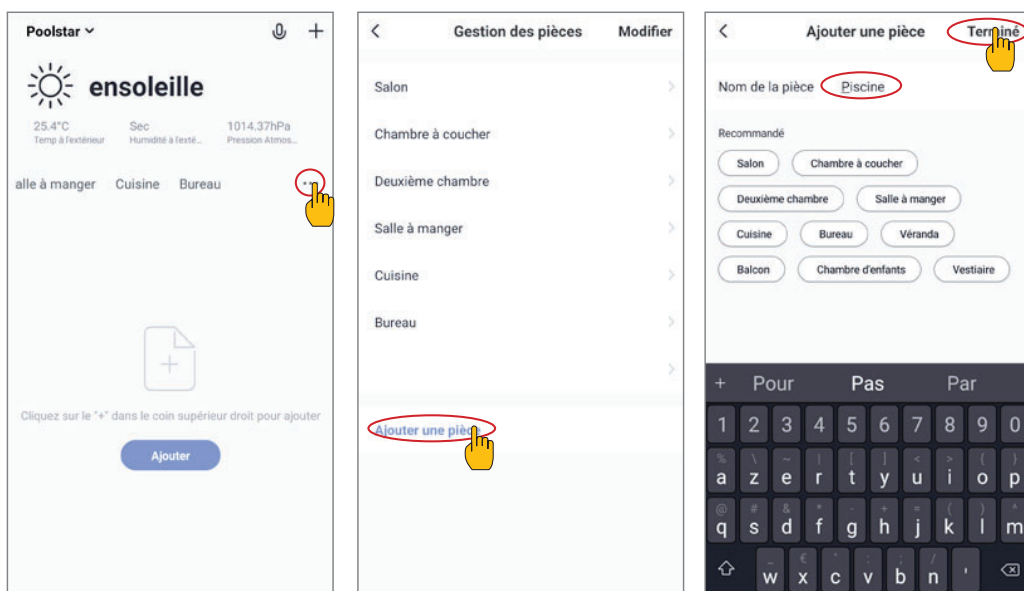 Poolstar
ensoleille
25.4°C Sec 1014.37hPa
Temp à l'extérieur Humidité à l'exté... Pression Atmos...
alle à manger Cuisine Bureau ...
Cliquez sur le "+" dans le coin supérieur droit pour ajouter
Ajouter
Gestion des pièces Modifier
Salon
Chambre à coucher
Deuxième chambre
Salle à manger
Cuisine
Bureau
Ajouter une pièce
Ajouter une pièce Terminé
Nom de la pièce Piscine
Recommandé
Salon Chambre à coucher
Deuxième chambre Salle à manger
Cuisine Bureau Véranda
Balcon Chambre d'enfants Vestiaire
+ Pour Pas Par
1 2 3 4 5 6 7 8 9 0
% \ ~ | [ ] < > { }
a z e r t y u i o p
@ # & * - + = ( ) ^
q s d f g h j k l m
_ € " : ; /
w x c v b n '